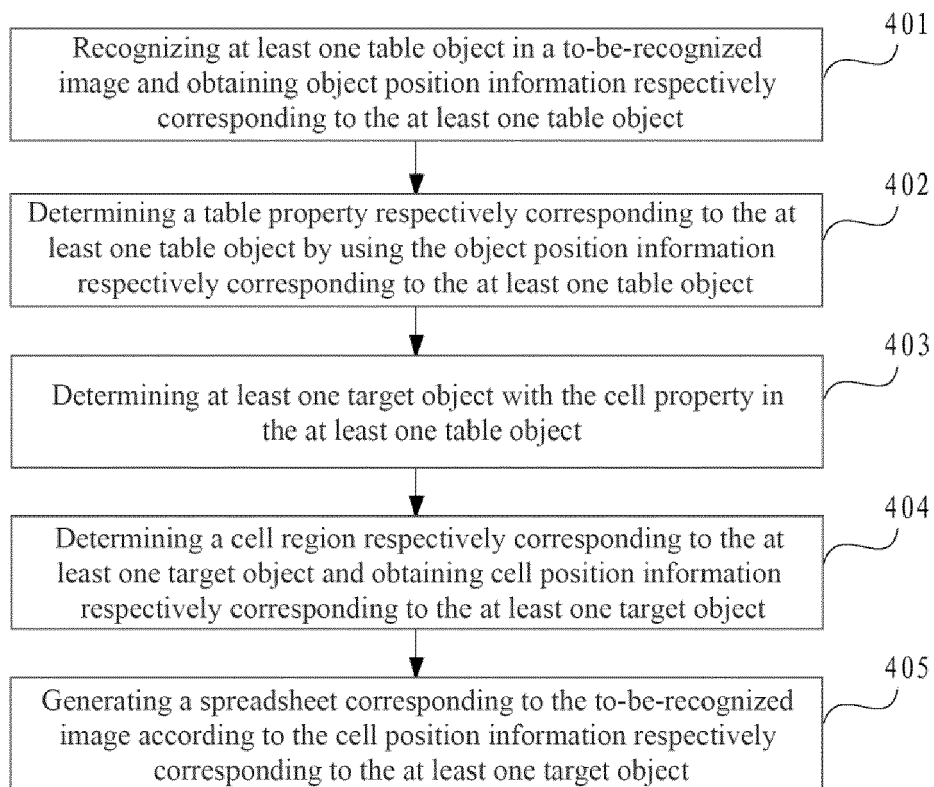 401
Recognizing at least one table object in a to-be-recognized
image and obtaining object position information respectively
corresponding to the at least one table object
402
Determining a table property respectively corresponding to the at
least one table object by using the object position information
respectively corresponding to the at least one table object
403
Determining at least one target object with the cell property in
the at least one table object
404
Determining a cell region respectively corresponding to the at
least one target object and obtaining cell position information
respectively corresponding to the at least one target object
405
Generating a spreadsheet corresponding to the to-be-recognized
image according to the cell position information respectively
corresponding to the at least one target object